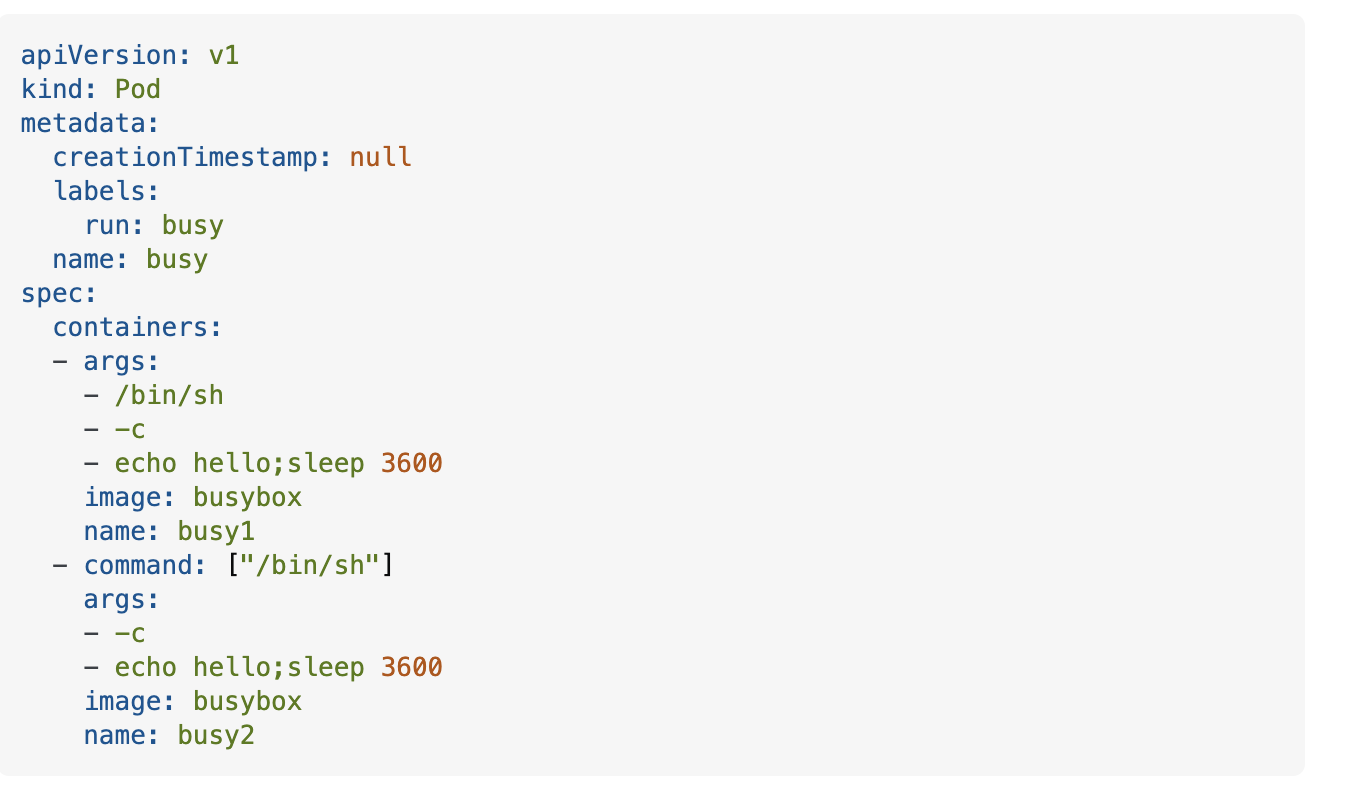 apiVersion: v1
kind: Pod
metadata:
  creationTimestamp: null
  labels:
    run: busy
  name: busy
spec:
  containers:
  - args:
    - /bin/sh
    - -c
    - echo hello;sleep 3600
    image: busybox
    name: busy1
  - command: ["/bin/sh"]
    args:
    - -c
    - echo hello;sleep 3600
    image: busybox
    name: busy2